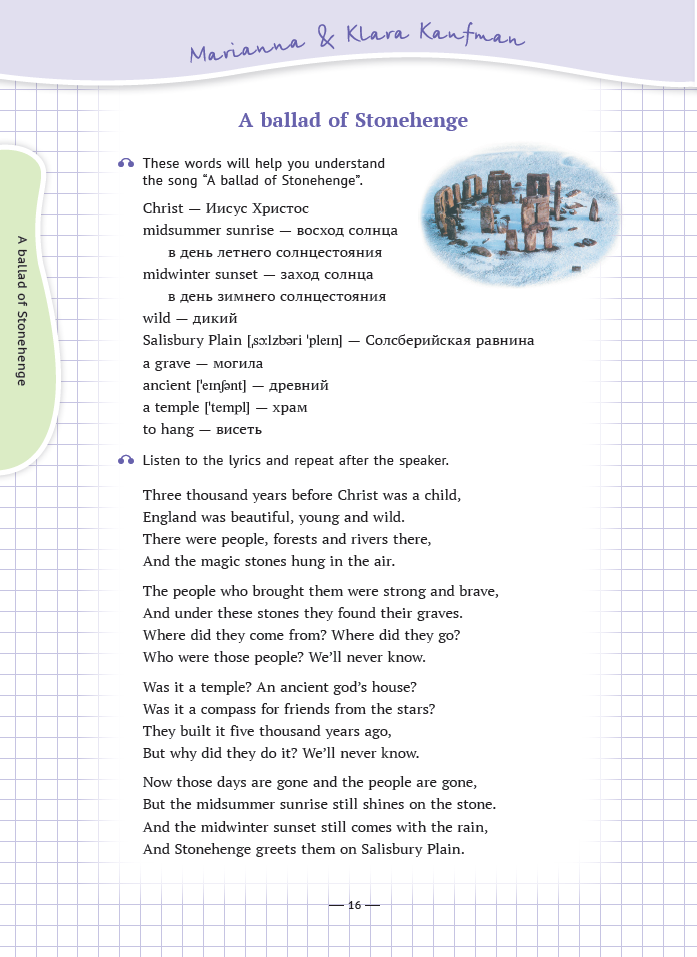 Marianna & Klara Kaufman
A ballad of Stonehenge
These words will help you understand
the song “A ballad of Stonehenge”.
Christ — Иисус Христос
midsummer sunrise — восход солнца
в день летнего солнцестояния
midwinter sunset — заход солнца
в день зимнего солнцестояния
wild — дикий
Salisbury Plain [ˌsɔːlzbəri ˈpleɪn] — Солсберийская равнина
a grave — могила
ancient [ˈeɪnʃənt] — древний
a temple [ˈtempl] — храм
to hang — висеть
Listen to the lyrics and repeat after the speaker.
Three thousand years before Christ was a child,
England was beautiful, young and wild.
There were people, forests and rivers there,
And the magic stones hung in the air.
The people who brought them were strong and brave,
And under these stones they found their graves.
Where did they come from? Where did they go?
Who were those people? We’ll never know.
Was it a temple? An ancient god’s house?
Was it a compass for friends from the stars?
They built it five thousand years ago,
But why did they do it? We’ll never know.
Now those days are gone and the people are gone,
But the midsummer sunrise still shines on the stone.
And the midwinter sunset still comes with the rain,
And Stonehenge greets them on Salisbury Plain.
A ballad of Stonehenge
— 16 —